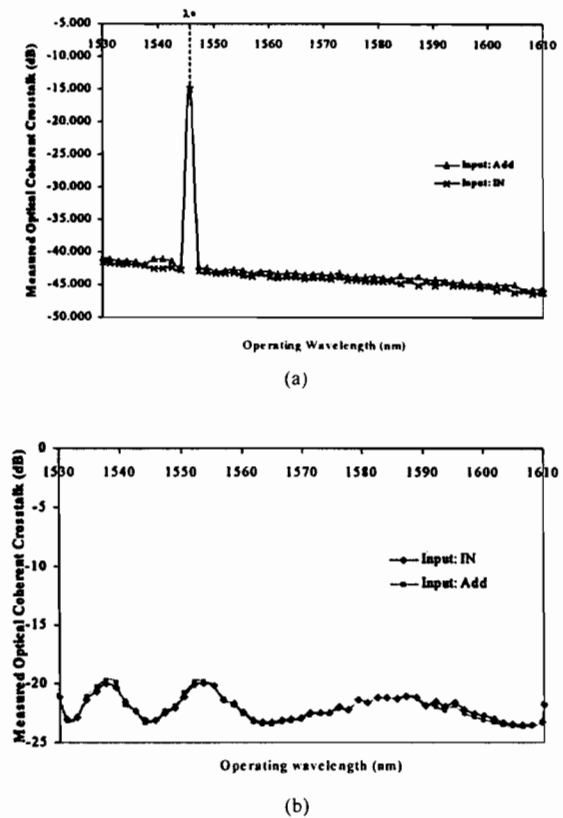 λ*
-5.000
1530 1540 1550 1560 1570 1580 1590 1600 1610
-10.000
-15.000
-20.000
-25.000
-30.000
-35.000
-40.000
-45.000
-50.000
Measured Optical Coherent Crosstalk (dB)
Input: Add
Input: IN
Operating Wavelength (nm)
(a)
0
1530 1540 1550 1560 1570 1580 1590 1600 1610
-5
-10
-15
-20
-25
Measured Optical Coherent Crosstalk (dB)
Input: IN
Input: Add
Operating wavelength (nm)
(b)